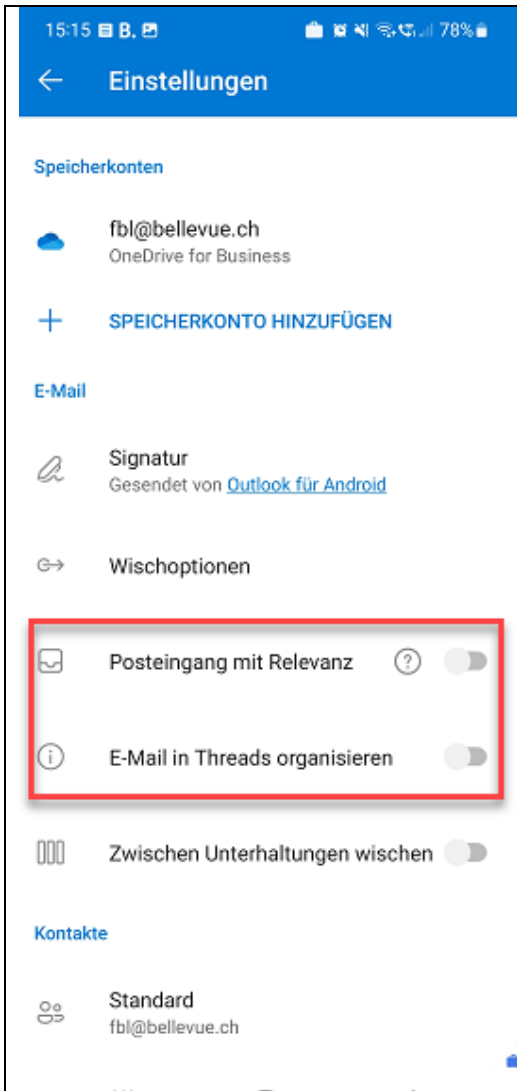 15:15 B. 78%
Einstellungen
Speicherkonten
fbl@bellevue.ch
OneDrive for Business
SPEICHERKONTO HINZUFÜGEN
E-Mail
Signatur
Gesendet von Outlook für Android
Wischoptionen
Posteingang mit Relevanz ?
E-Mail in Threads organisieren
Zwischen Unterhaltungen wischen
Kontakte
Standard
fbl@bellevue.ch